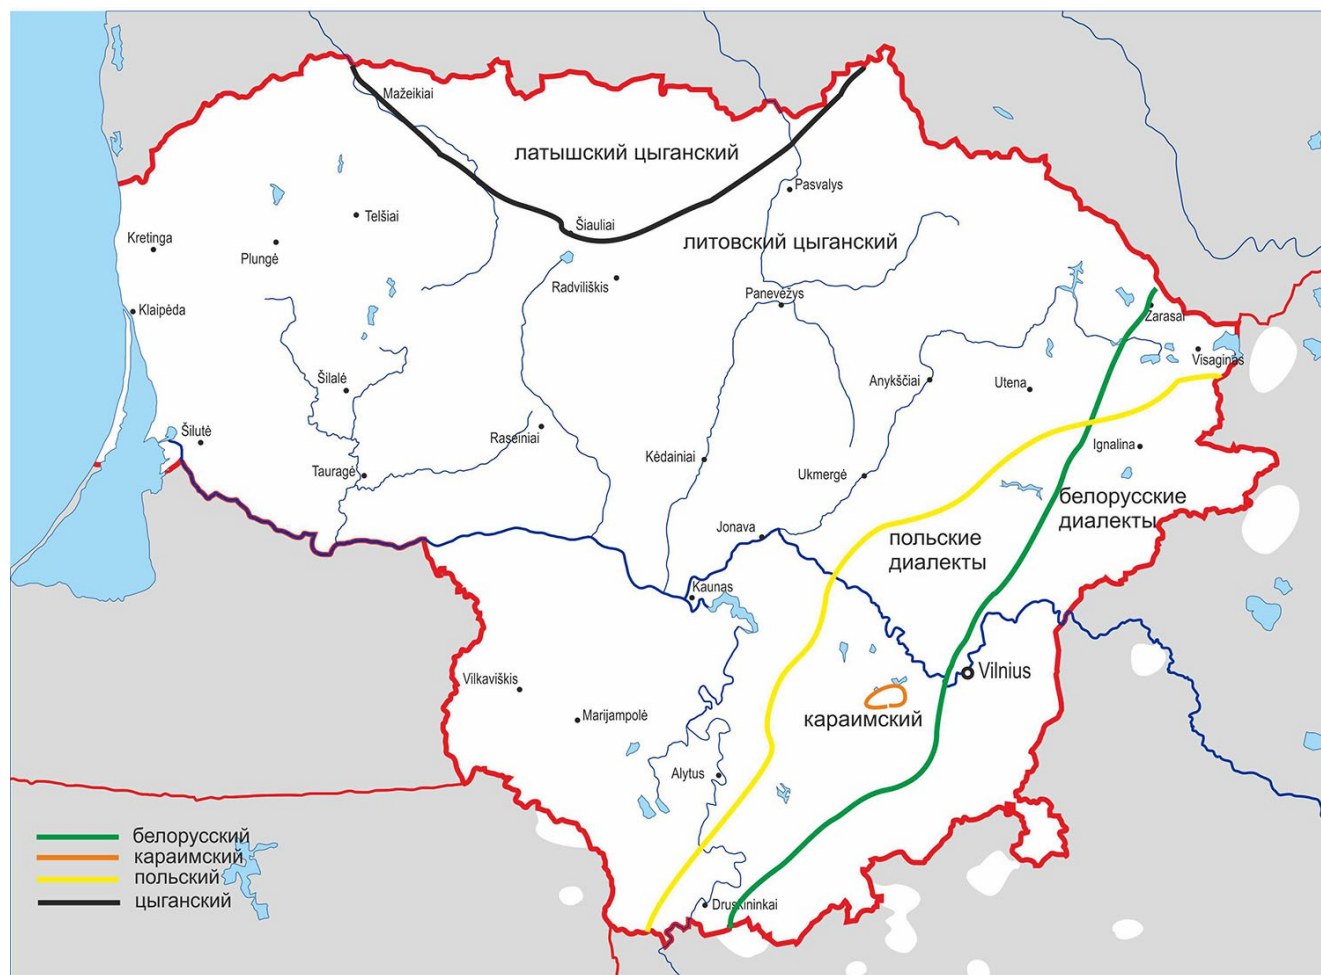 Mažeikiai
латышский цыганский
Pasvalys
Telšiai
Šiauliai
Kretinga
литовский цыганский
Plungė
Radviliškis
Panevėžys
Klaipėda
Zarasai
Visaginas
Šilalė
Anykščiai
Utena
Šilutė
Raseiniai
Ignalina
Kėdainiai
Tauragė
Ukmergė
белорусские
диалекты
Jonava
польские
диалекты
Kaunas
Vilnius
Vilkaviškis
Marijampolė
караимский
Alytus
белорусский
караимский
польский
цыганский
Druskininkai